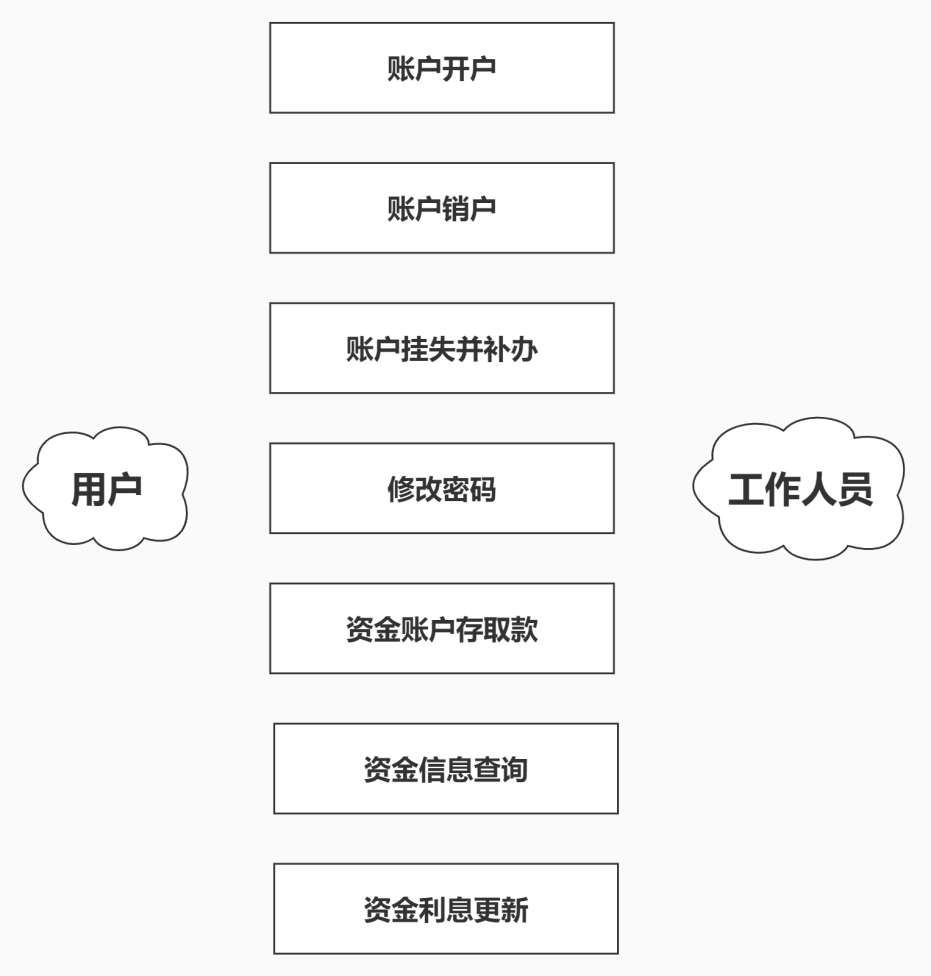 账户开户
账户销户
账户挂失并补办
用户
修改密码
工作人员
资金账户存取款
资金信息查询
资金利息更新